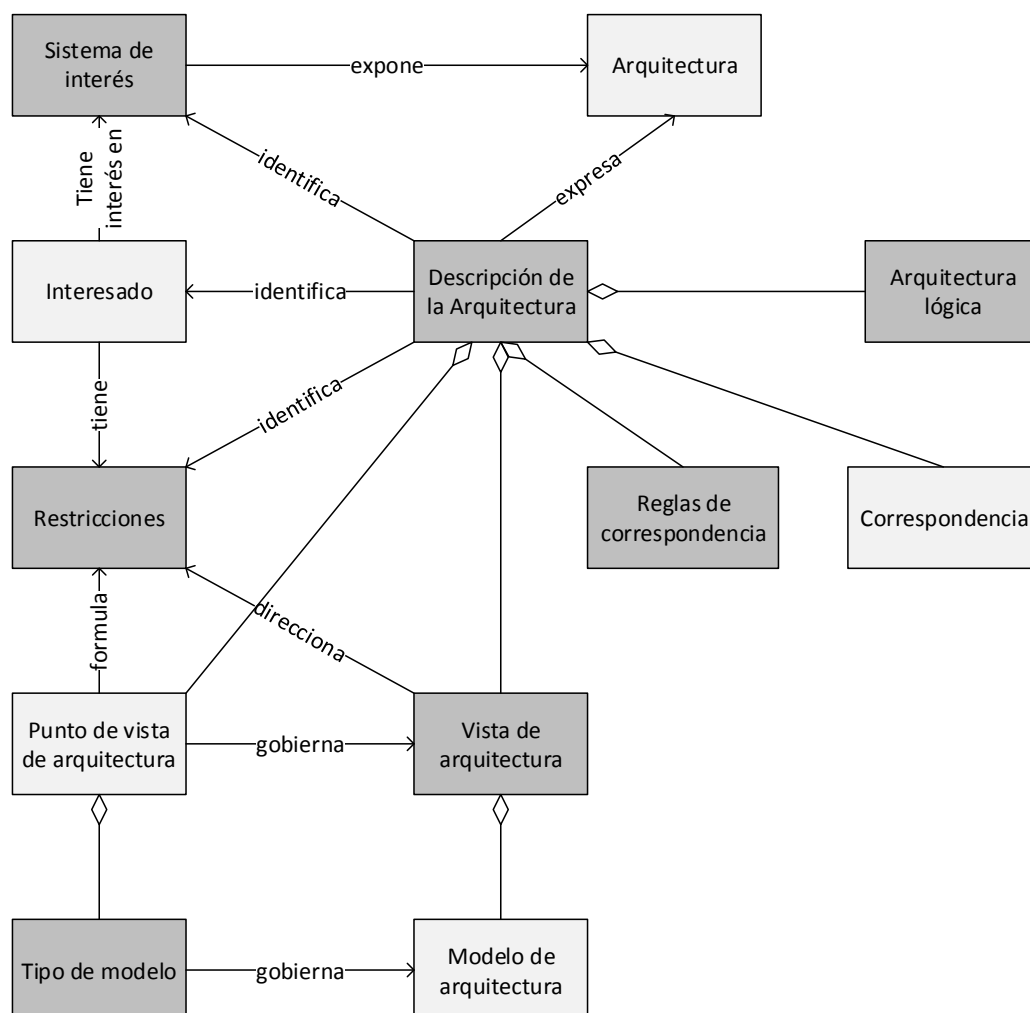 Sistema de
interés
expone
Arquitectura
Tiene
interés en
identifica
expresa
Interesado
identifica
Descripción de
la Arquitectura
Arquitectura
lógica
tiene
identifica
Restricciones
Reglas de
correspondencia
Correspondencia
formula
direcciona
Punto de vista
de arquitectura
gobierna
Vista de
arquitectura
Tipo de modelo
gobierna
Modelo de
arquitectura